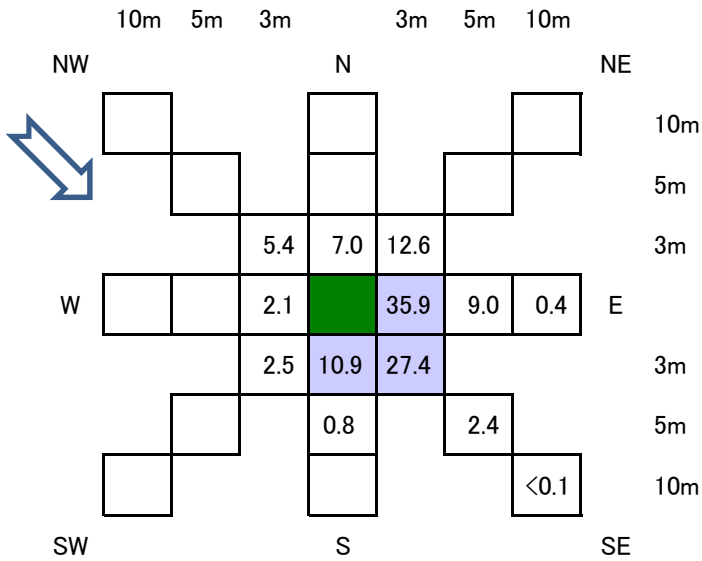 10m 5m 3m 3m 5m 10m
NW N NE
10m
5m
5.4 7.0 12.6 3m
W 2.1 35.9 9.0 0.4 E
2.5 10.9 27.4 3m
0.8 2.4 5m
<0.1 10m
SW S SE